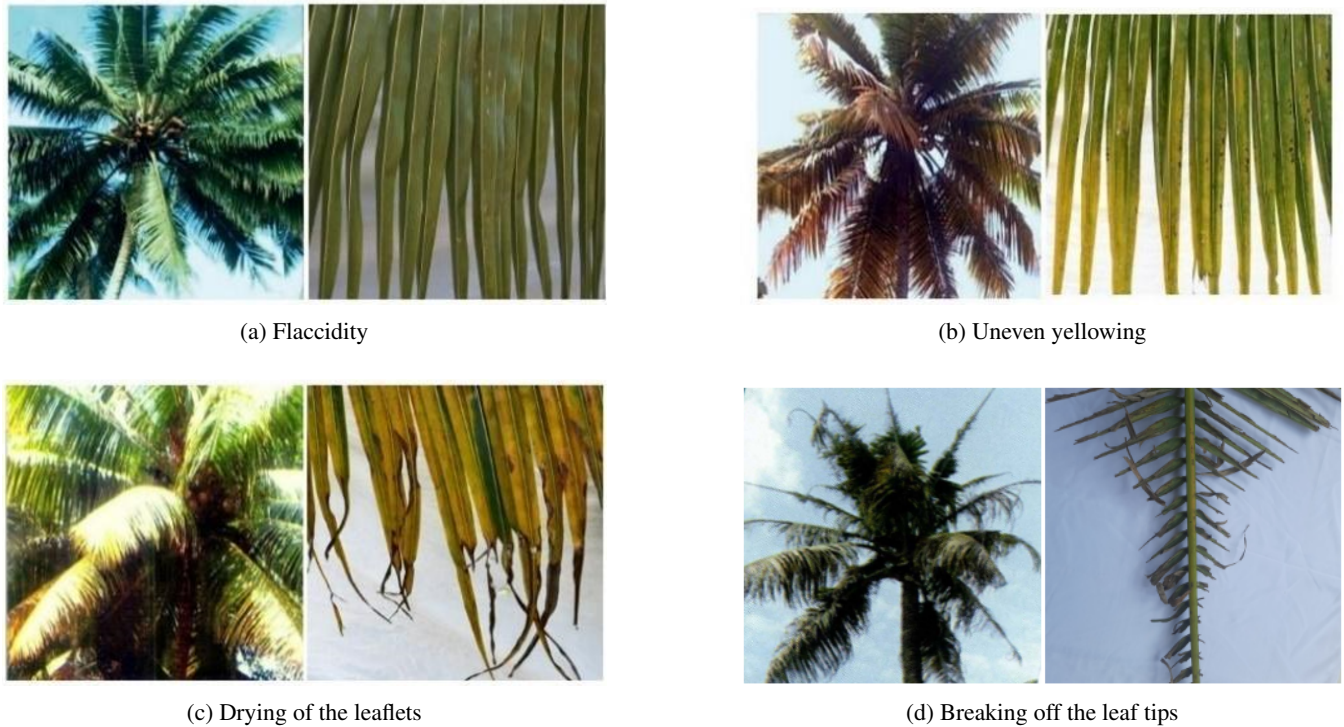 (a) Flaccidity
(b) Uneven yellowing
(c) Drying of the leaflets
(d) Breaking off the leaf tips